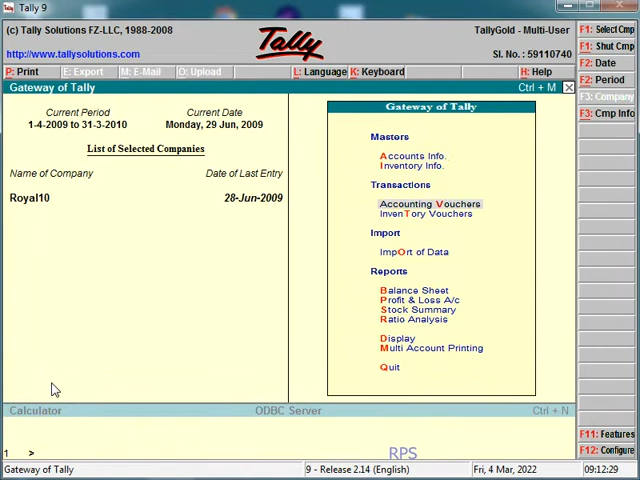 Tally 9
(c) Tally Solutions FZ-LLC, 1988-2008
TallyGold - Multi-User
http://www.tallysolutions.com
Tally
Sl. No. : 59110740
P: Print
E: Export
M: E-Mail
O: Upload
L: Language
K: Keyboard
H: Help
Gateway of Tally
Ctrl + M
Current Period
Current Date
1-4-2009 to 31-3-2010
Monday, 29 Jun, 2009
List of Selected Companies
Name of Company
Date of Last Entry
Royal10
28-Jun-2009
Gateway of Tally
Masters
Accounts Info.
Inventory Info.
Transactions
Accounting Vouchers
InvenTory Vouchers
Import
ImpOrt of Data
Reports
Balance Sheet
Profit & Loss A/c
Stock Summary
Ratio Analysis
Display
Multi Account Printing
Quit
F1: Select Cmp
F1: Shut Cmp
F2: Date
F2: Period
F3: Company
F3: Cmp Info
F11: Features
F12: Configure
Calculator
ODBC Server
Ctrl + N
1 >
RPS
Gateway of Tally
9 - Release 2.14 (English)
Fri, 4 Mar, 2022
09:12:29